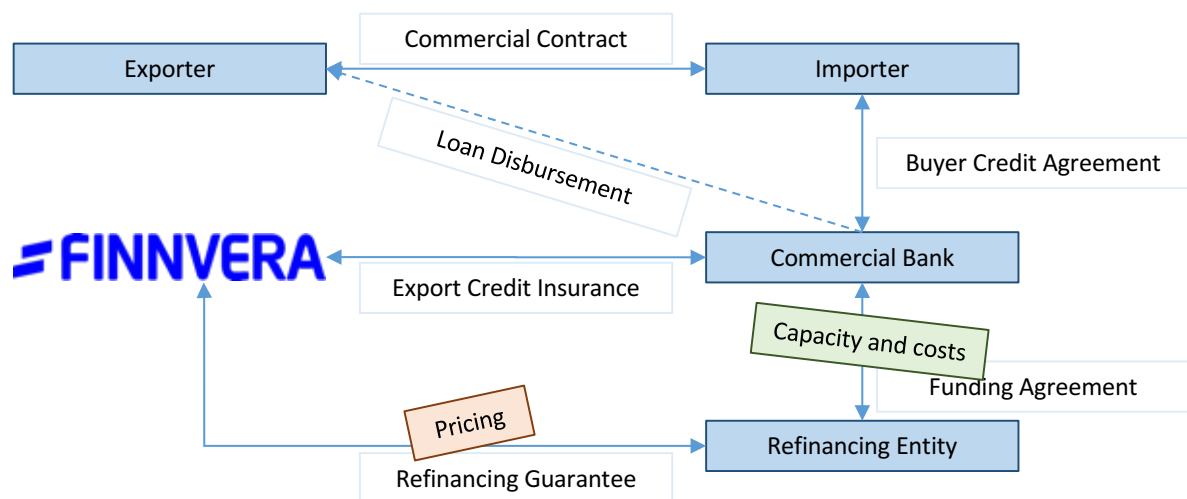 Commercial Contract
Exporter
Importer
Loan Disbursement
Buyer Credit Agreement
FINNVERA
Commercial Bank
Export Credit Insurance
Capacity and costs
Funding Agreement
Pricing
Refinancing Entity
Refinancing Guarantee